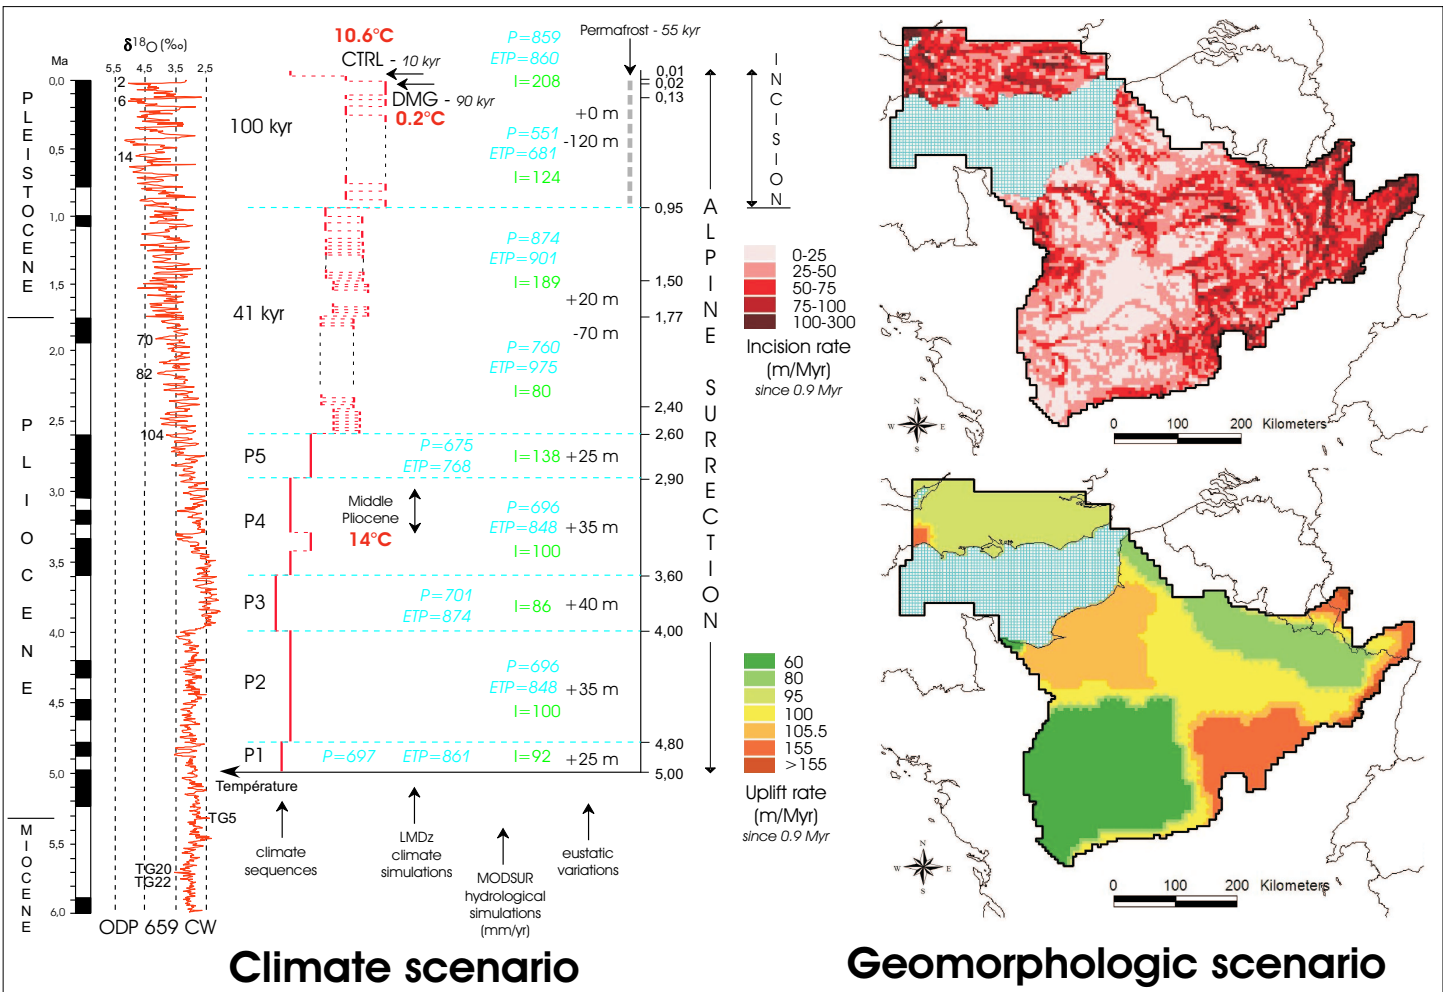 δ18O (‰)
Ma
5,5 4,5 3,5 2,5
0,0
0,5
1,0
1,5
2,0
2,5
3,0
3,5
4,0
4,5
5,0
5,5
6,0
PLEISTOCENE
PLIOCENE
MIOCENE
2
6
14
70
82
104
TG5
TG20
TG22
ODP 659 CW
10.6°C
CTRL - 10 kyr
DMG - 90 kyr
0.2°C
100 kyr
41 kyr
P5
P4
P3
P2
P1
Middle
Pliocene
14°C
Température
P=859
ETP=860
I=208
P=551
ETP=681
I=124
P=874
ETP=901
I=189
P=760
ETP=975
I=80
P=675
ETP=768
I=138
P=696
ETP=848
I=100
P=701
ETP=874
I=86
P=696
ETP=848
I=100
P=697
ETP=861
I=92
Permafrost - 55 kyr
+0 m
-120 m
+20 m
-70 m
+25 m
+35 m
+40 m
+35 m
+25 m
0,01
0,02
0,13
0,95
1,50
1,77
2,40
2,60
2,90
3,60
4,00
4,80
5,00
ALPINE SURRECTION
INCISION
climate
sequences
LMDz
climate
simulations
MODSUR
hydrological
simulations
(mm/yr)
eustatic
variations
Climate scenario
0-25
25-50
50-75
75-100
100-300
Incision rate
(m/Myr)
since 0.9 Myr
N
W E
S
0 100 200 Kilometers
60
80
95
100
105.5
155
>155
Uplift rate
(m/Myr)
since 0.9 Myr
N
W E
S
0 100 200 Kilometers
Geomorphologic scenario